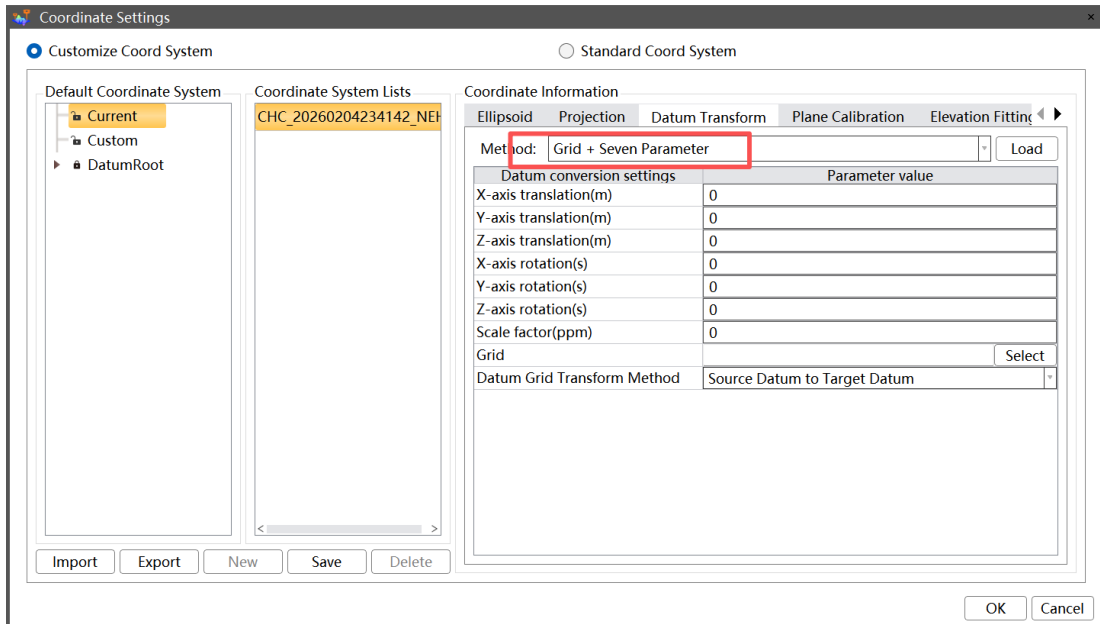 Coordinate Settings
×
Customize Coord System
Standard Coord System
Default Coordinate System
Coordinate System Lists
Coordinate Information
Current
Custom
DatumRoot
CHC_20260204234142_NEH
Ellipsoid
Projection
Datum Transform
Plane Calibration
Elevation Fitting
Method:
Grid + Seven Parameter
Load
Datum conversion settings
Parameter value
X-axis translation(m)
0
Y-axis translation(m)
0
Z-axis translation(m)
0
X-axis rotation(s)
0
Y-axis rotation(s)
0
Z-axis rotation(s)
0
Scale factor(ppm)
0
Grid
Select
Datum Grid Transform Method
Source Datum to Target Datum
Import
Export
New
Save
Delete
OK
Cancel